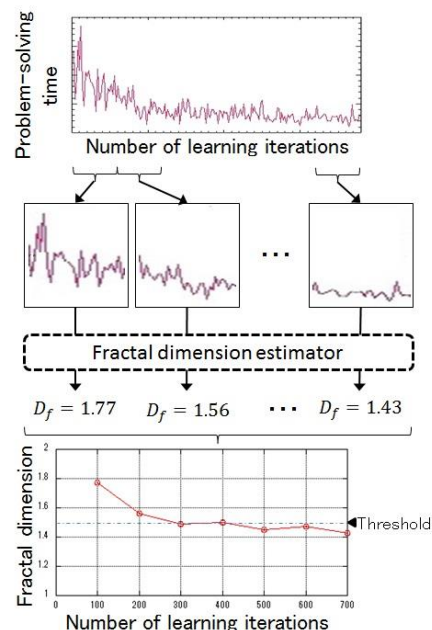 Problem-solving
time
Number of learning iterations
...
Fractal dimension estimator
D_f = 1.77 D_f = 1.56 ... D_f = 1.43
Fractal dimension
2
1.8
1.6
1.4
1.2
1
Threshold
0 100 200 300 400 500 600 700
Number of learning iterations